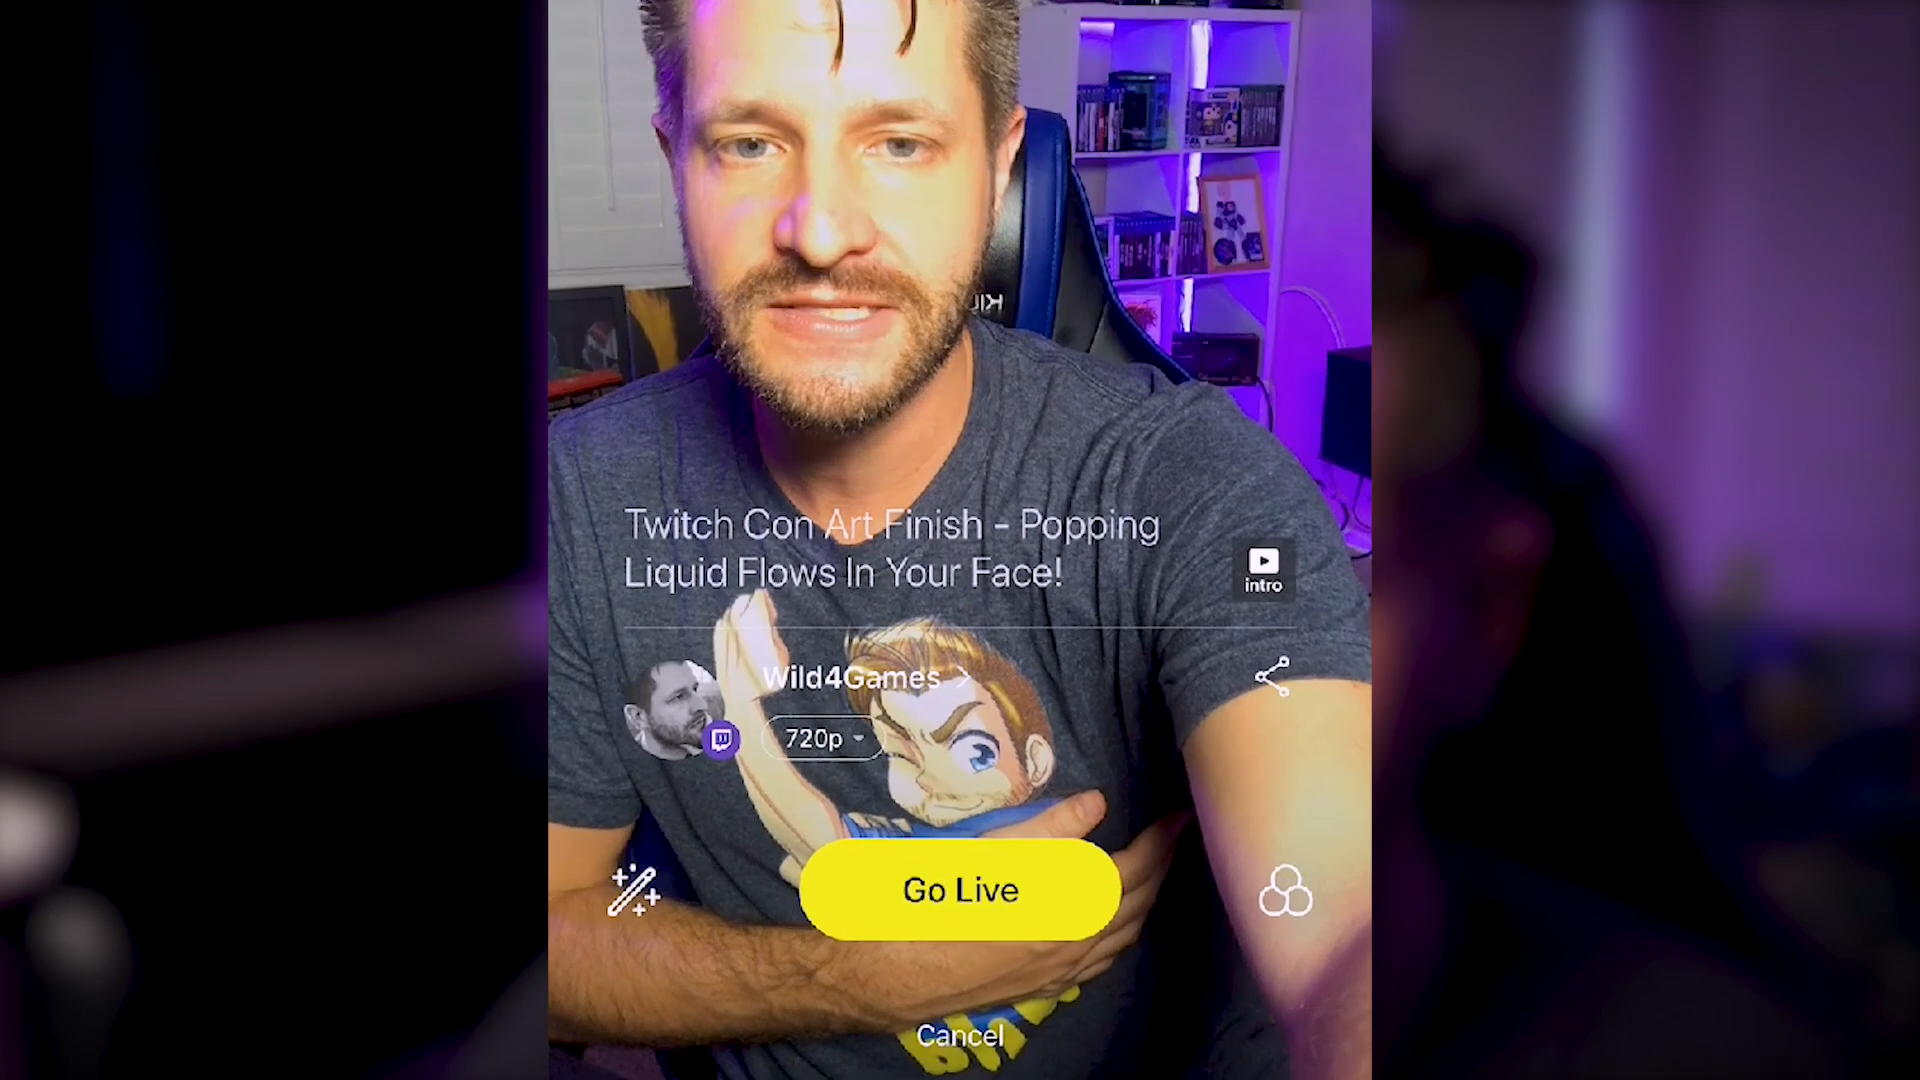 Twitch Con Art Finish - Popping
Liquid Flows In Your Face!
intro
Wild4Games >
720p
Go Live
Cancel